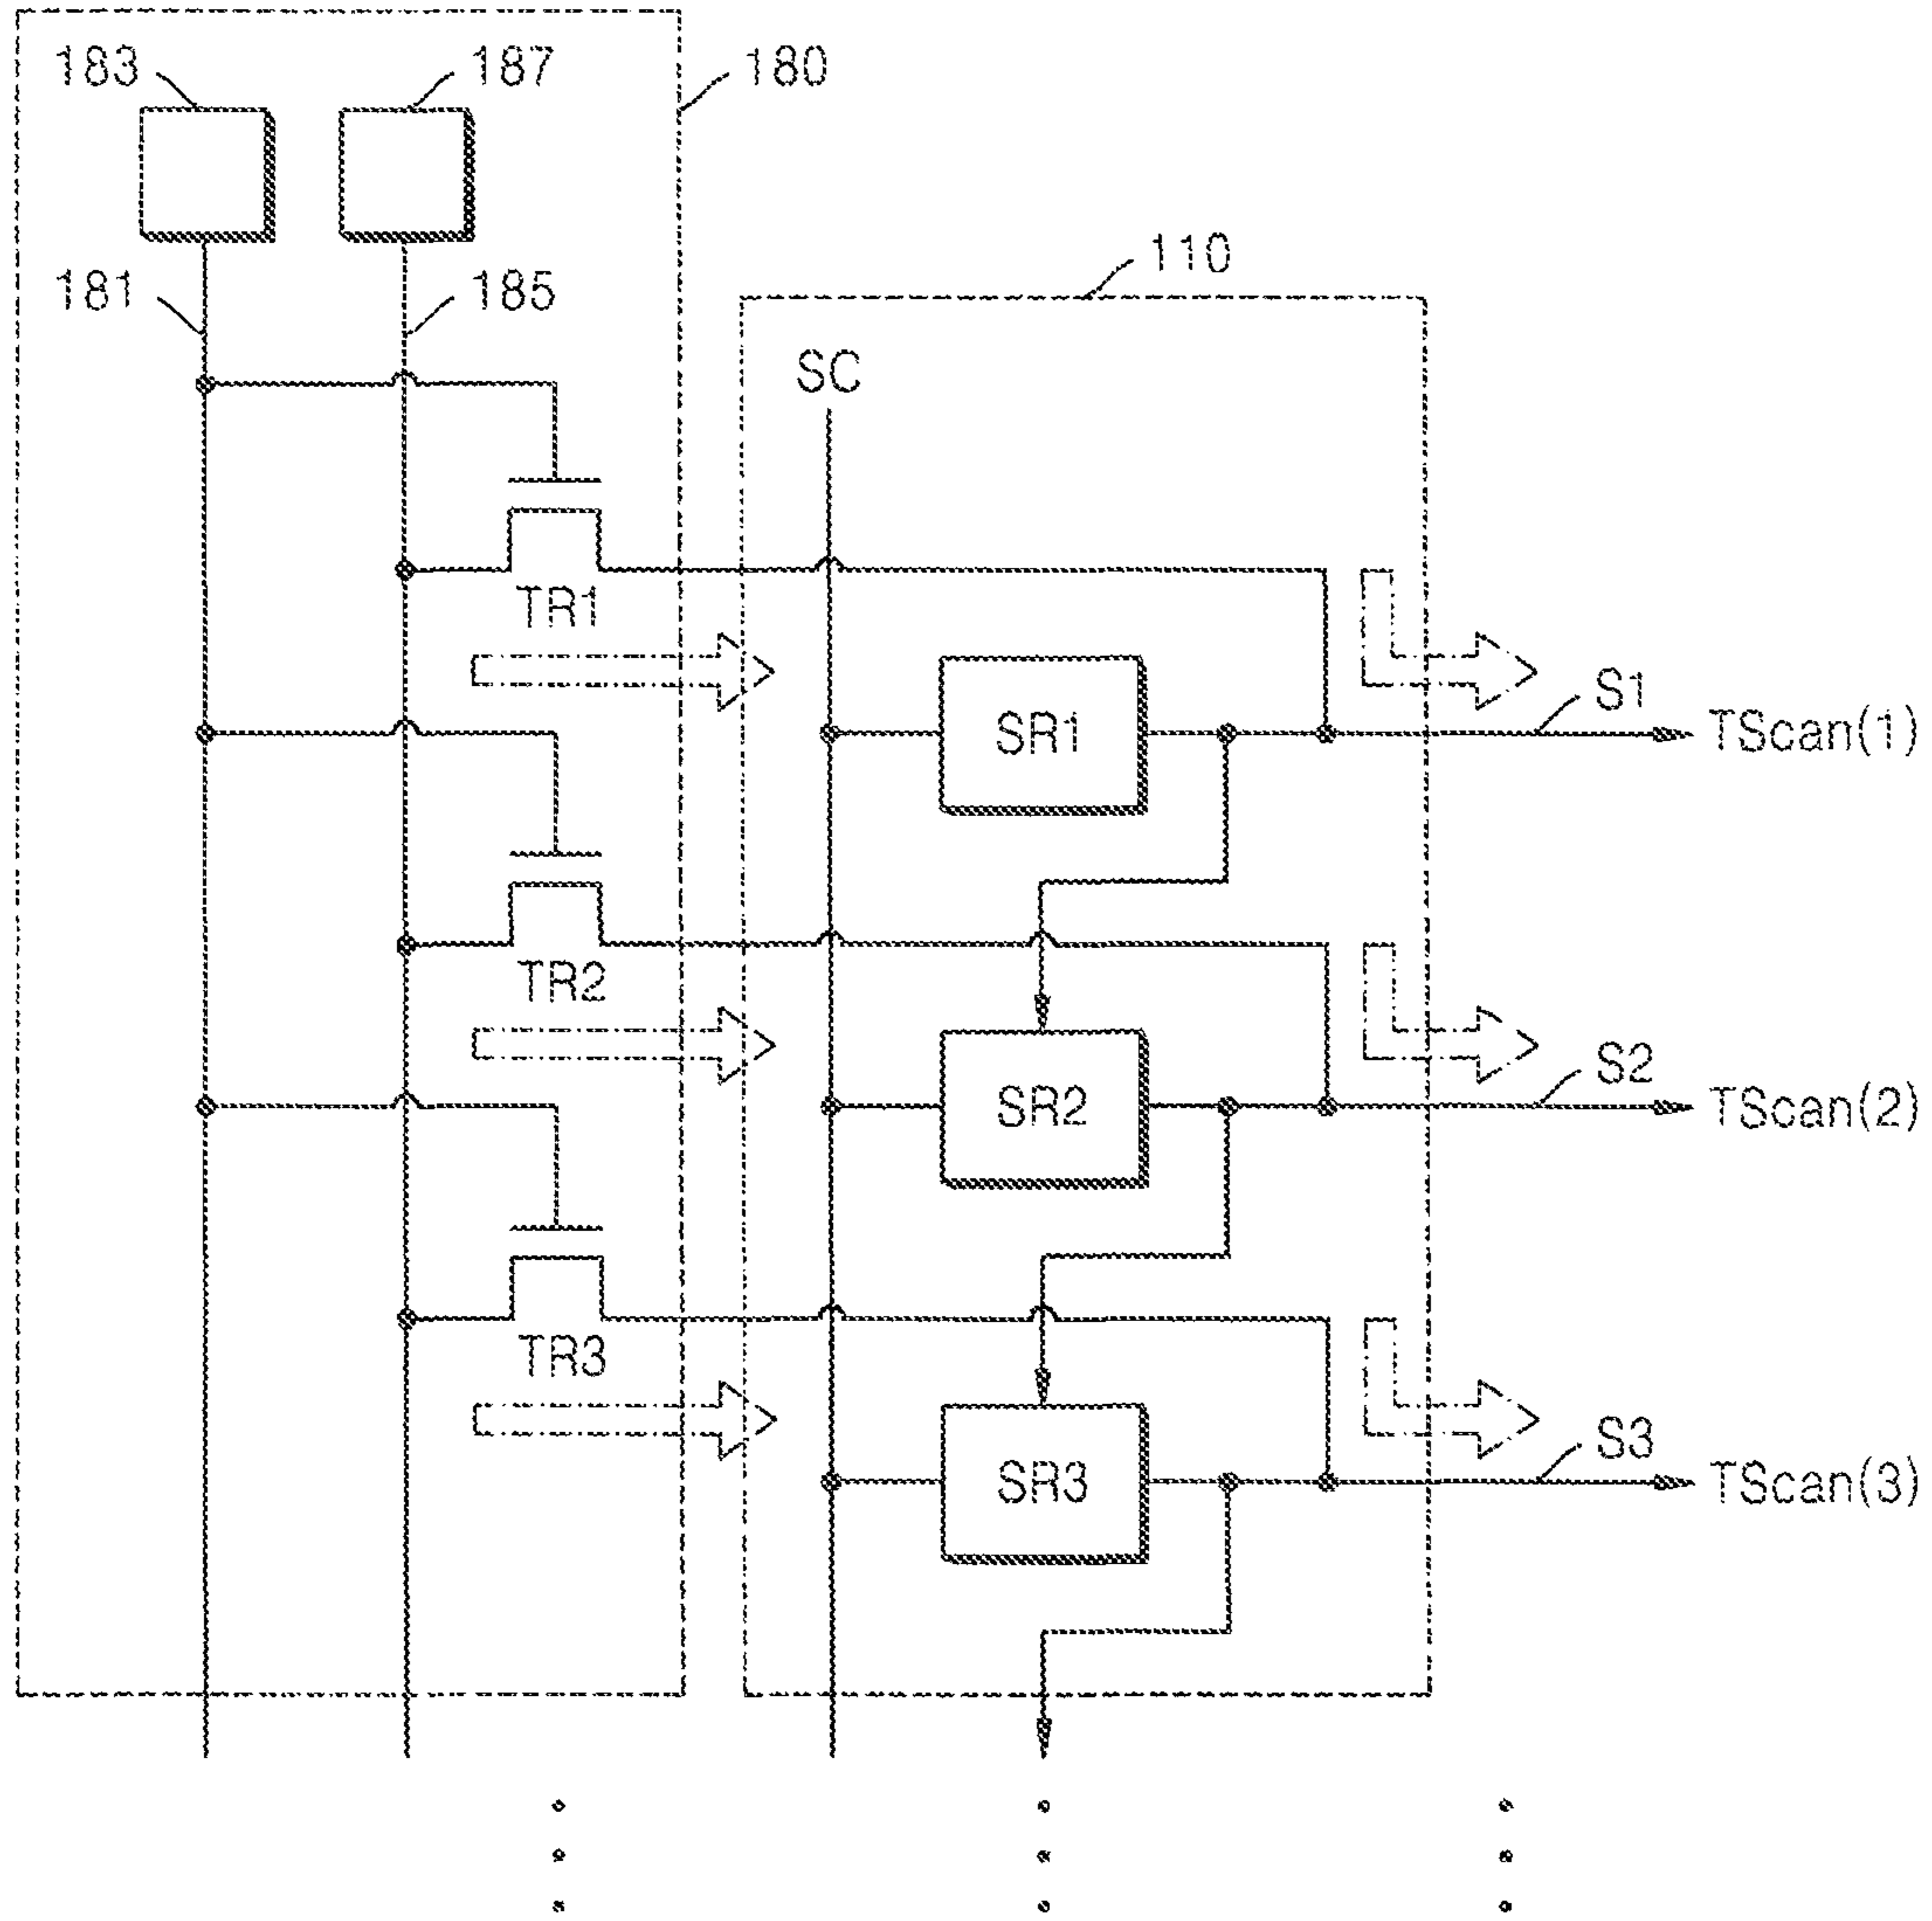 183
187
180
181
185
110
SC
TR1
SR1
S1
TScan(1)
TR2
SR2
S2
TScan(2)
TR3
SR3
S3
TScan(3)